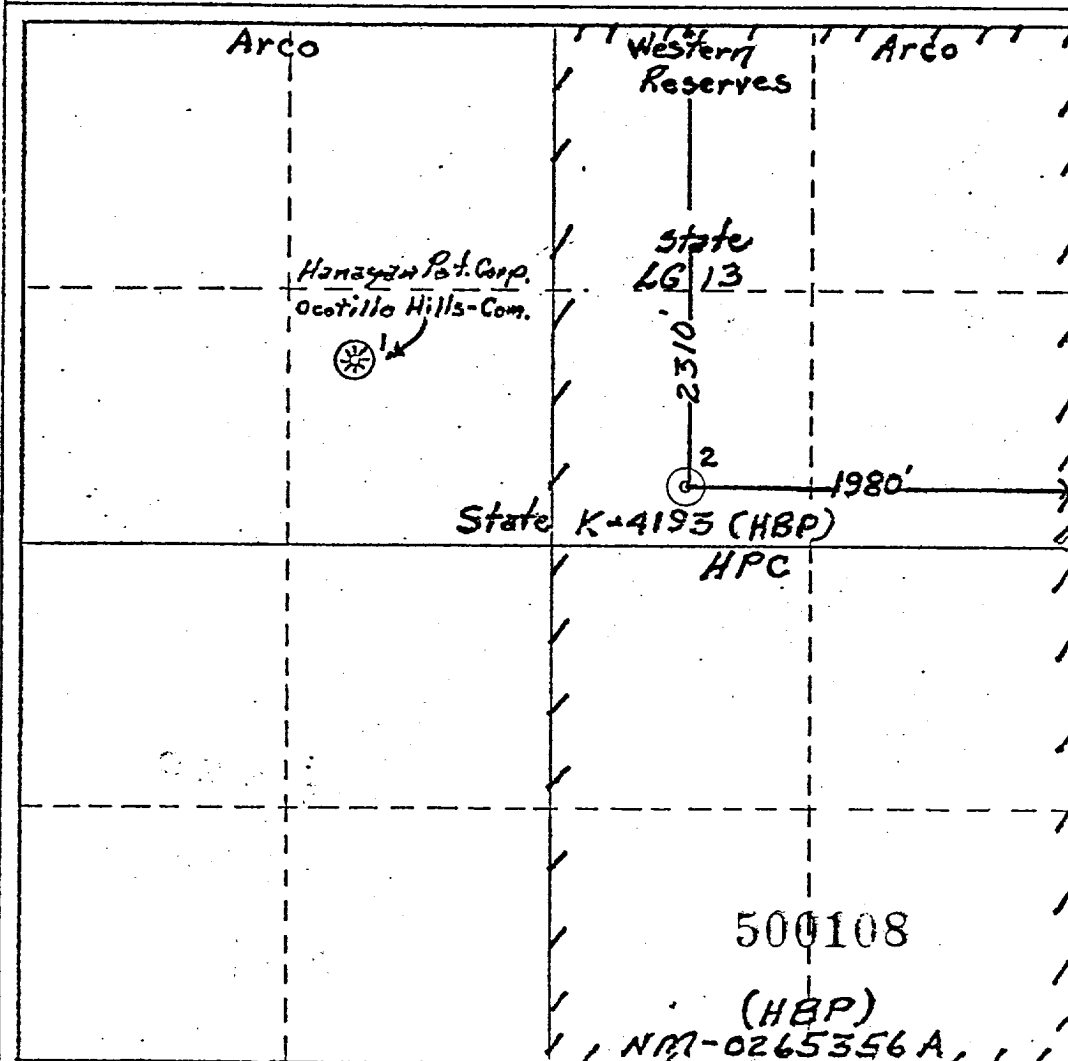 Arco
Western
Reserves
Arco
State
LG 13
Hanagan Pet. Corp.
Ocotillo Hills-Com.
1
2310'
2
1980'
State K-4193 (HBP)
HPC
500108
(HBP)
NM-0265356 A